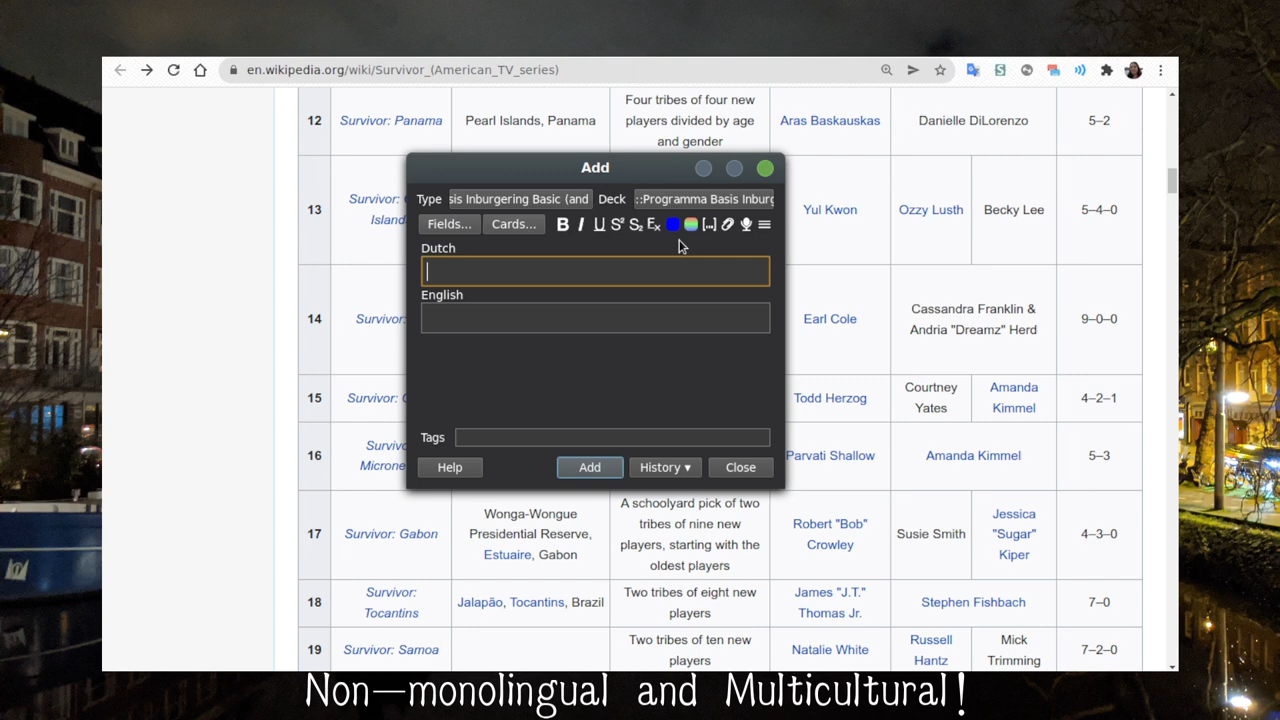 en.wikipedia.org/wiki/Survivor_(American_TV_series)
12
Survivor: Panama
Pearl Islands, Panama
Four tribes of four new
players divided by age
and gender
Aras Baskauskas
Danielle DiLorenzo
5–2
Add
Type
sis Inburgering Basic (and
Deck
::Programma Basis Inburg
Fields...
Cards...
B I U S² S₂ Ex [...]
Dutch
English
Tags
Help
Add
History ▾
Close
13
Survivor:
Island
Yul Kwon
Ozzy Lusth
Becky Lee
5–4–0
14
Survivor:
Earl Cole
Cassandra Franklin &
Andria "Dreamz" Herd
9–0–0
15
Survivor:
Todd Herzog
Courtney
Yates
Amanda
Kimmel
4–2–1
16
Survivo
Microne
Parvati Shallow
Amanda Kimmel
5–3
17
Survivor: Gabon
Wonga-Wongue
Presidential Reserve,
Estuaire, Gabon
A schoolyard pick of two
tribes of nine new
players, starting with the
oldest players
Robert "Bob"
Crowley
Susie Smith
Jessica
"Sugar"
Kiper
4–3–0
18
Survivor:
Tocantins
Jalapão, Tocantins, Brazil
Two tribes of eight new
players
James "J.T."
Thomas Jr.
Stephen Fishbach
7–0
19
Survivor: Samoa
Two tribes of ten new
players
Natalie White
Russell
Hantz
Mick
Trimming
7–2–0
Non—monolingual and Multicultural!